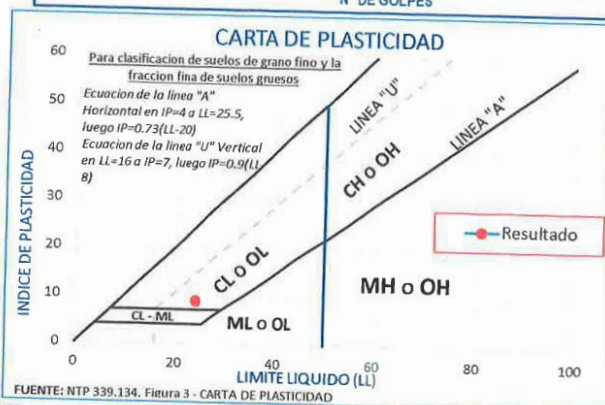 N° DE GOLPES
CARTA DE PLASTICIDAD
Para clasificacion de suelos de grano fino y la
fraccion fina de suelos gruesos
Ecuacion de la linea "A"
Horizontal en IP=4 a LL=25.5,
luego IP=0.73(LL-20)
Ecuacion de la linea "U" Vertical
en LL=16 a IP=7, luego IP=0.9(LL-
8)
INDICE DE PLASTICIDAD
60
50
40
30
20
10
0
LINEA "U"
LINEA "A"
CH o OH
CL o OL
CL - ML
ML o OL
MH o OH
Resultado
0 20 40 60 80 100
LIMITE LIQUIDO (LL)
FUENTE: NTP 339.134. Figura 3 - CARTA DE PLASTICIDAD